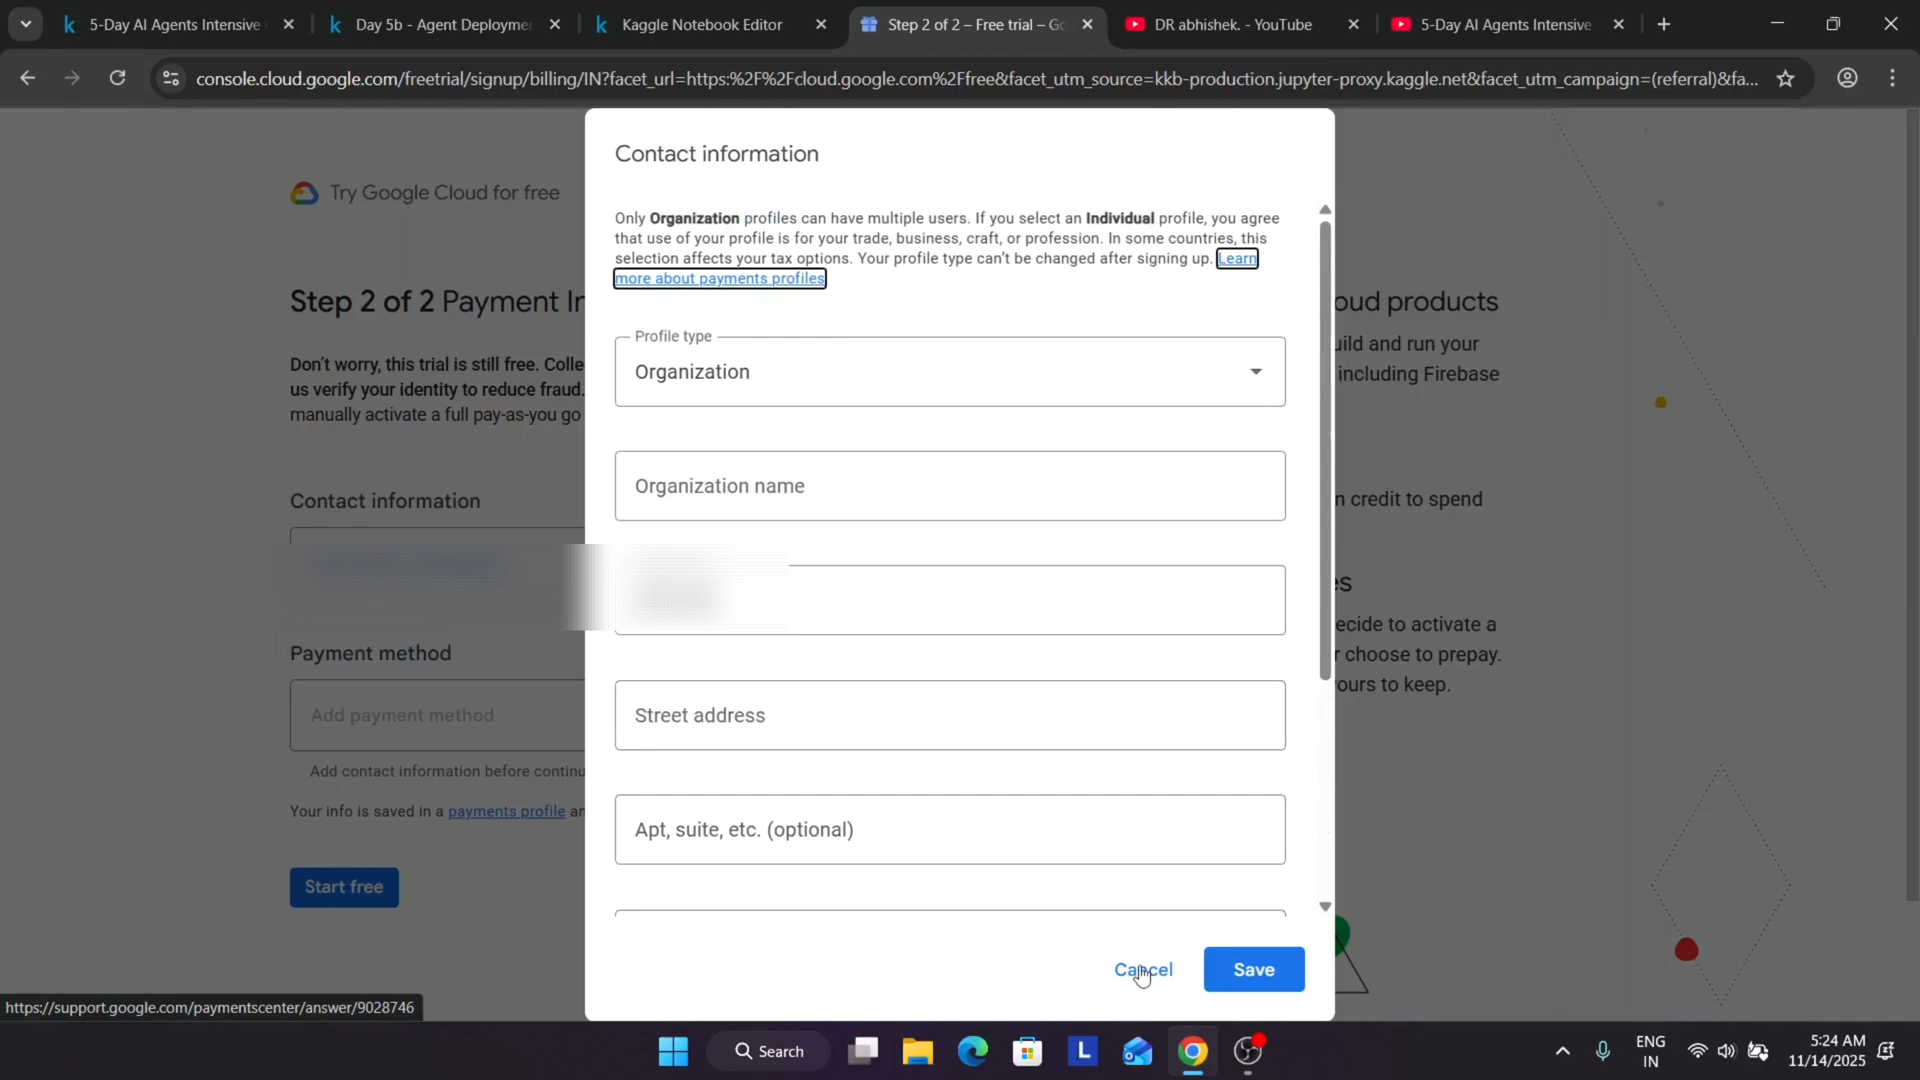 5-Day AI Agents Intensive
Day 5b - Agent Deployme
Kaggle Notebook Editor
Step 2 of 2 – Free trial – Go
DR abhishek. - YouTube
5-Day AI Agents Intensive
console.cloud.google.com/freetrial/signup/billing/IN?facet_url=https:%2F%2Fcloud.google.com%2Ffree&facet_utm_source=kkb-production.jupyter-proxy.kaggle.net&facet_utm_campaign=(referral)&fa...
Try Google Cloud for free
Step 2 of 2 Payment In
Don't worry, this trial is still free. Colle
us verify your identity to reduce fraud.
manually activate a full pay-as-you go
Contact information
Payment method
Add payment method
Add contact information before continu
Your info is saved in a payments profile an
Start free
Contact information
Only Organization profiles can have multiple users. If you select an Individual profile, you agree
that use of your profile is for your trade, business, craft, or profession. In some countries, this
selection affects your tax options. Your profile type can't be changed after signing up. Learn
more about payments profiles
Profile type
Organization
Organization name
Street address
Apt, suite, etc. (optional)
Cancel
Save
oud products
uild and run your
including Firebase
n credit to spend
es
ecide to activate a
r choose to prepay.
ours to keep.
https://support.google.com/paymentscenter/answer/9028746
Search
L
ENG
IN
5:24 AM
11/14/2025